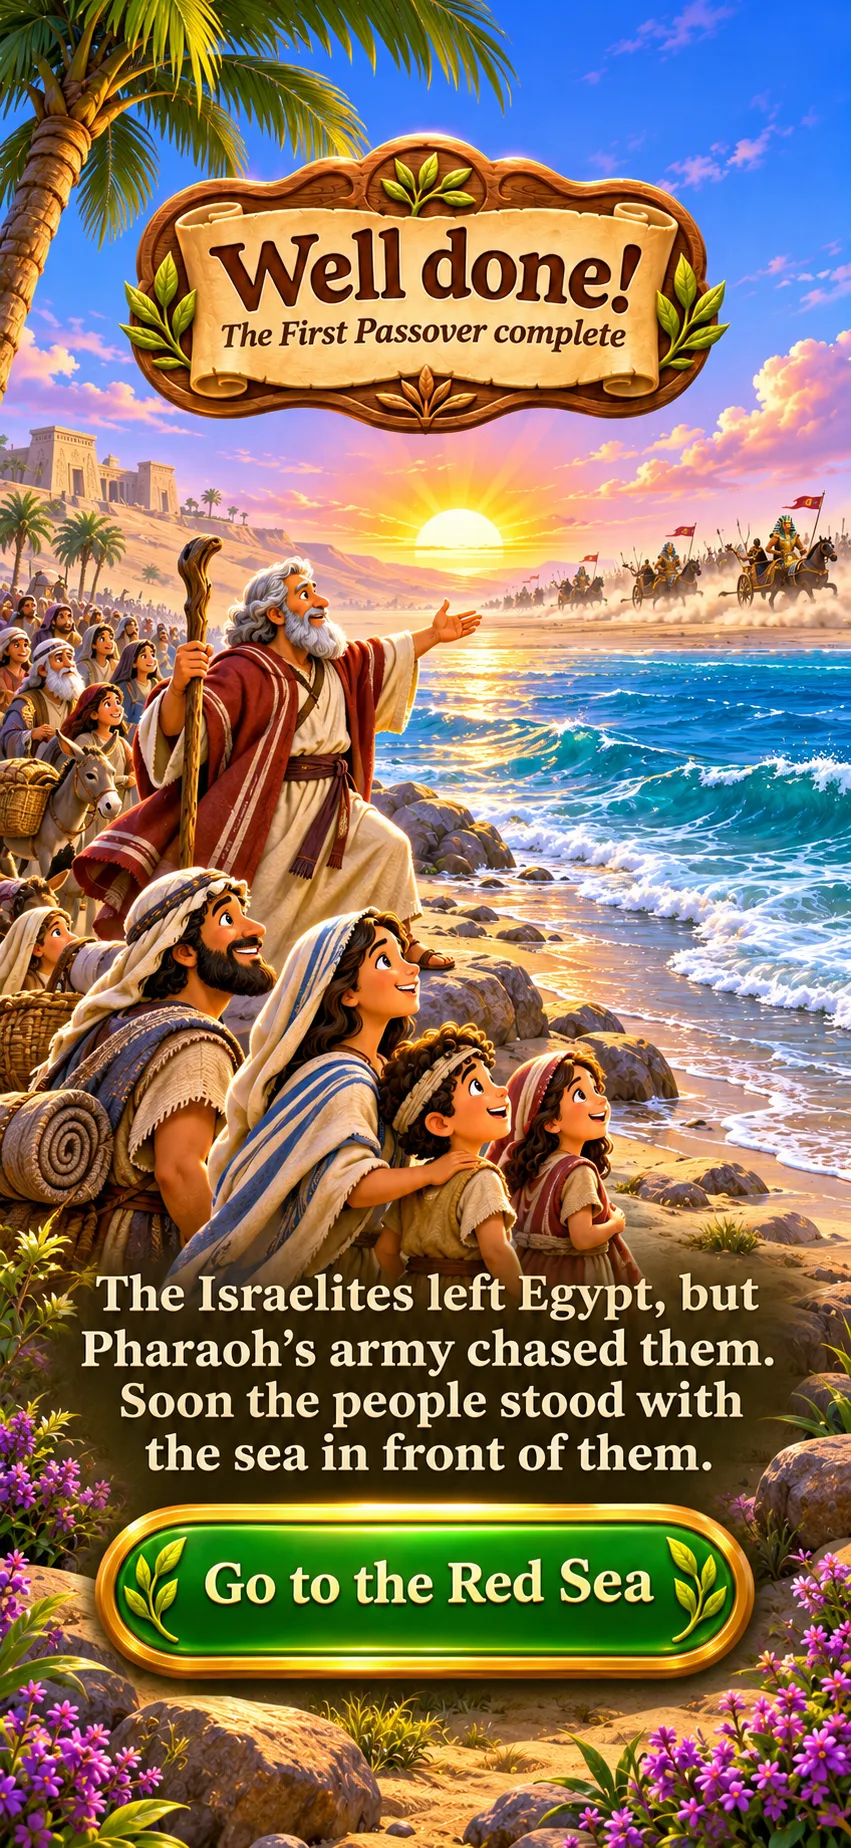 Well done!
The First Passover complete
The Israelites left Egypt, but
Pharaoh's army chased them.
Soon the people stood with
the sea in front of them.
Go to the Red Sea